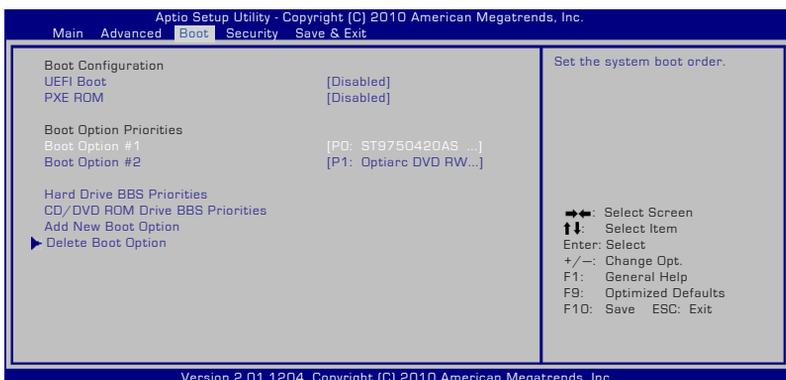 Aptio Setup Utility - Copyright (C) 2010 American Megatrends, Inc.
Main Advanced Boot Security Save & Exit
Boot Configuration
UEFI Boot [Disabled]
PXE ROM [Disabled]
Boot Option Priorities
Boot Option #1 [P0: ST9750420AS ...]
Boot Option #2 [P1: Optiarc DVD RW...]
Hard Drive BBS Priorities
CD/DVD ROM Drive BBS Priorities
Add New Boot Option
Delete Boot Option
Set the system boot order.
→←: Select Screen
↑↓: Select Item
Enter: Select
+/—: Change Opt.
F1: General Help
F9: Optimized Defaults
F10: Save ESC: Exit
Version 2.01.1204. Copyright (C) 2010 American Megatrends, Inc.